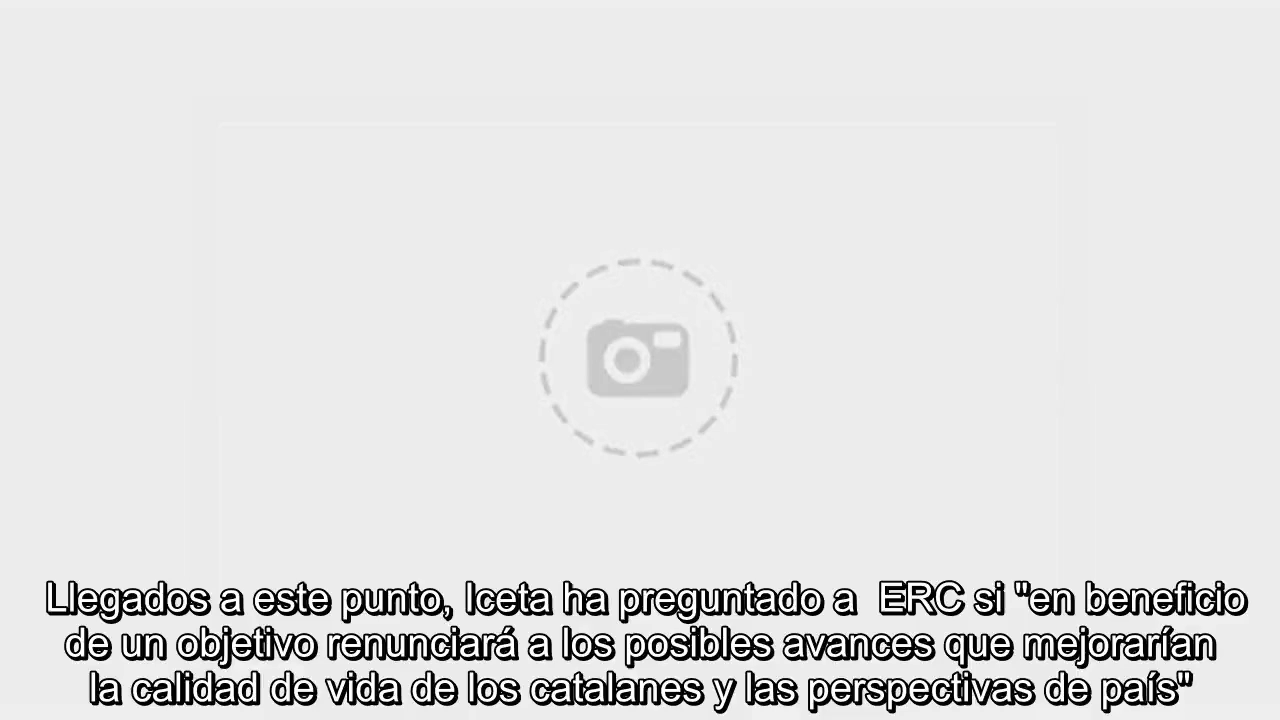 Llegados a este punto, Iceta ha preguntado a  ERC si "en beneficio
de un objetivo renunciará a los posibles avances que mejorarían
la calidad de vida de los catalanes y las perspectivas de país"